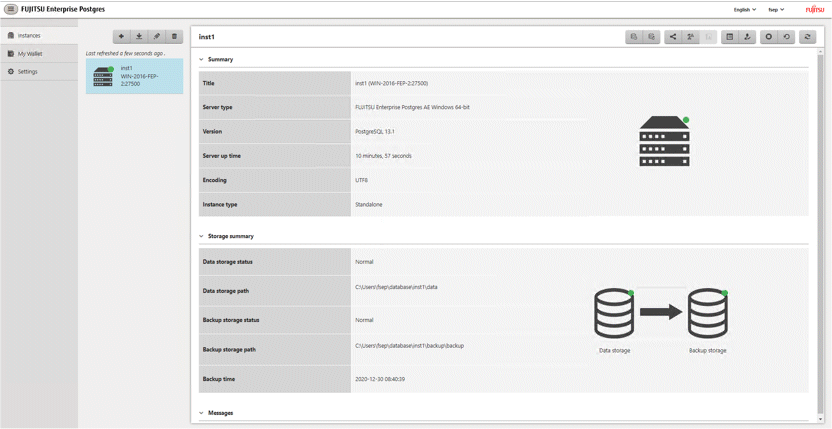 FUJITSU Enterprise Postgres
English
fsep
FUJITSU
Instances
My Wallet
Settings
Last refreshed a few seconds ago .
inst1
WIN-2016-FEP-
2:27500
inst1
Summary
Title
inst1 (WIN-2016-FEP-2:27500)
Server type
FUJITSU Enterprise Postgres AE Windows 64-bit
Version
PostgreSQL 13.1
Server up time
10 minutes, 57 seconds
Encoding
UTF8
Instance type
Standalone
Storage summary
Data storage status
Normal
Data storage path
C:\Users\fsep\database\inst1\data
Backup storage status
Normal
Backup storage path
C:\Users\fsep\database\inst1\backup\backup
Backup time
2020-12-30 08:40:39
Data storage
Backup storage
Messages